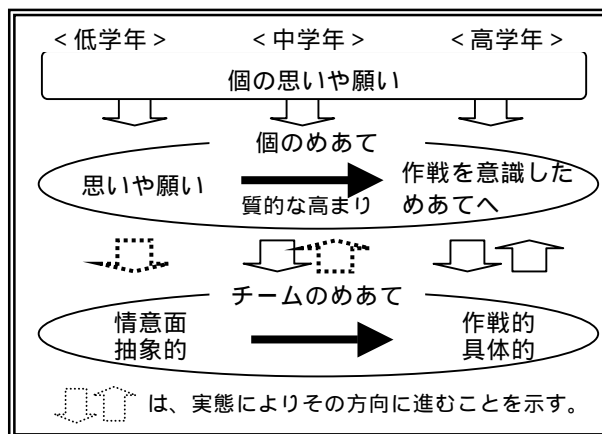 ＜低学年＞ ＜中学年＞ ＜高学年＞
個の思いや願い
個のめあて
思いや願い
質的な高まり
作戦を意識した
めあてへ
チームのめあて
情意面
抽象的
作戦的
具体的
は、実態によりその方向に進むことを示す。